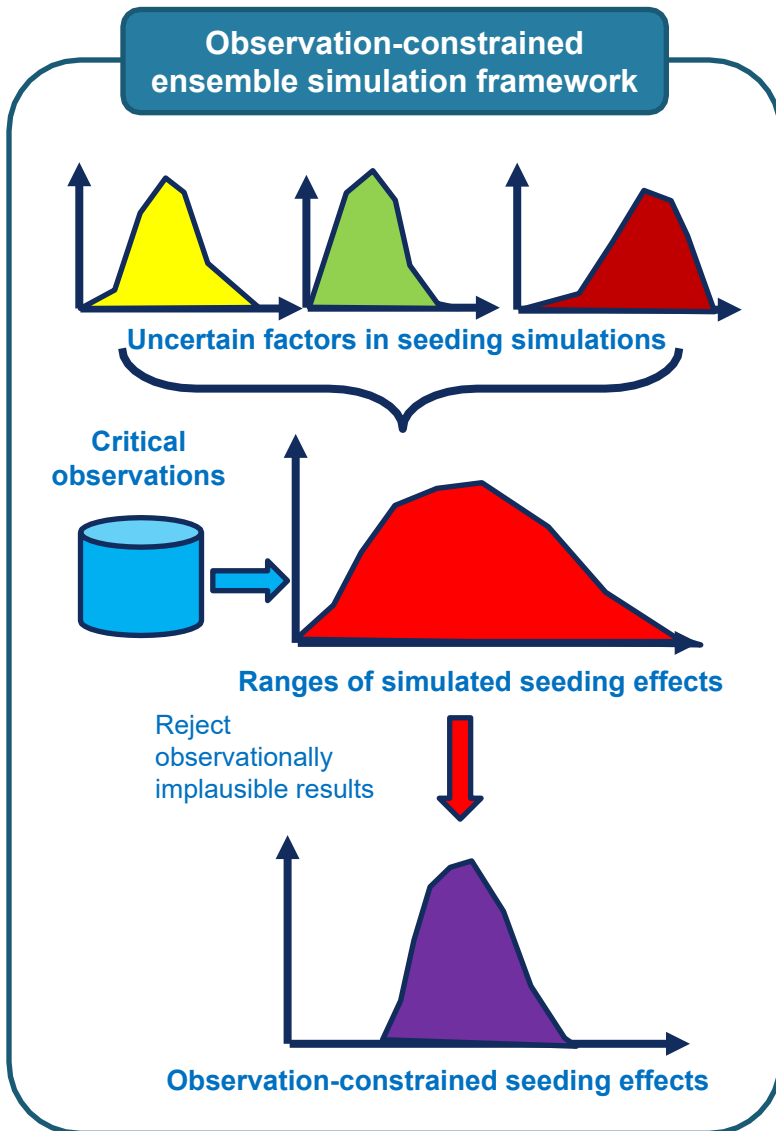 Observation-constrained
ensemble simulation framework
Uncertain factors in seeding simulations
Critical
observations
Ranges of simulated seeding effects
Reject
observationally
implausible results
Observation-constrained seeding effects